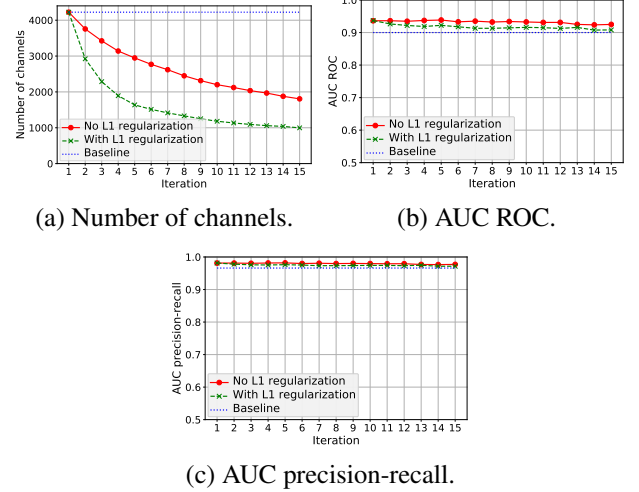 4000
3000
2000
1000
0
Number of channels
No L1 regularization
With L1 regularization
Baseline
1 2 3 4 5 6 7 8 9 10 11 12 13 14 15
Iteration
(a) Number of channels.
1.0
0.9
0.8
0.7
0.6
0.5
AUC ROC
No L1 regularization
With L1 regularization
Baseline
1 2 3 4 5 6 7 8 9 10 11 12 13 14 15
Iteration
(b) AUC ROC.
1.0
0.9
0.8
0.7
0.6
0.5
AUC precision-recall
No L1 regularization
With L1 regularization
Baseline
1 2 3 4 5 6 7 8 9 10 11 12 13 14 15
Iteration
(c) AUC precision-recall.